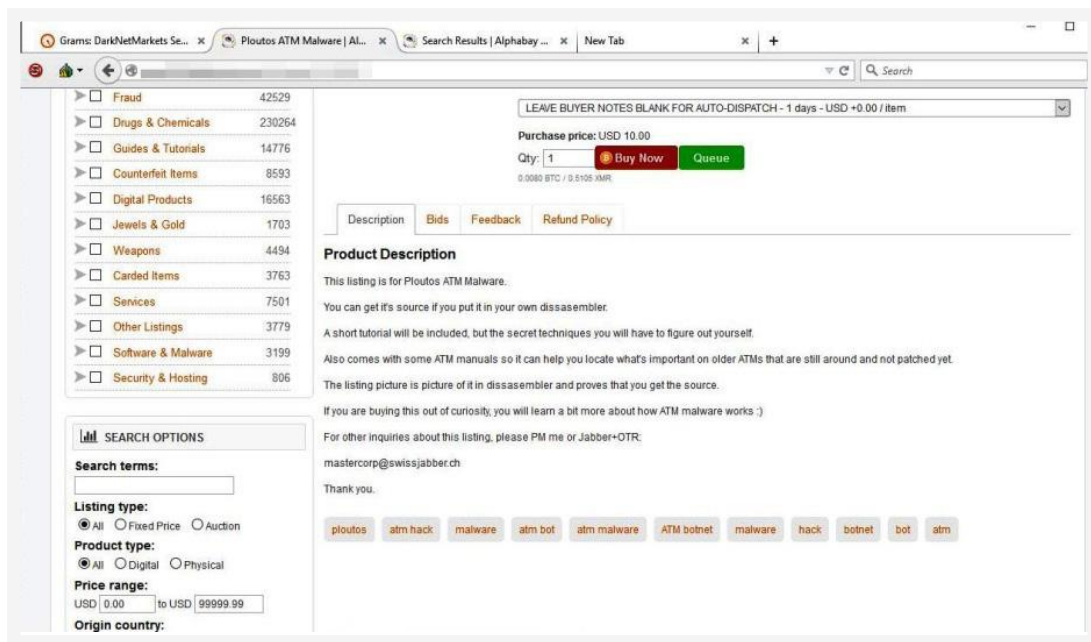 Grams: DarkNetMarkets Se...
Ploutos ATM Malware | Al...
Search Results | Alphabay ...
New Tab
Search
Fraud 42529
Drugs & Chemicals 230264
Guides & Tutorials 14776
Counterfeit Items 8593
Digital Products 16563
Jewels & Gold 1703
Weapons 4494
Carded Items 3763
Services 7501
Other Listings 3779
Software & Malware 3199
Security & Hosting 806
SEARCH OPTIONS
Search terms:
Listing type:
All Fixed Price Auction
Product type:
All Digital Physical
Price range:
USD 0.00 to USD 99999.99
Origin country:
LEAVE BUYER NOTES BLANK FOR AUTO-DISPATCH - 1 days - USD +0.00 / item
Purchase price: USD 10.00
Qty: 1 Buy Now Queue
0.0080 BTC / 0.5105 XMR
Description Bids Feedback Refund Policy
Product Description
This listing is for Ploutos ATM Malware.
You can get it's source if you put it in your own dissasembler.
A short tutorial will be included, but the secret techniques you will have to figure out yourself.
Also comes with some ATM manuals so it can help you locate what's important on older ATMs that are still around and not patched yet.
The listing picture is picture of it in dissasembler and proves that you get the source.
If you are buying this out of curiosity, you will learn a bit more about how ATM malware works :)
For other inquiries about this listing, please PM me or Jabber+OTR:
mastercorp@swissjabber.ch
Thank you.
ploutos atm hack malware atm bot atm malware ATM botnet malware hack botnet bot atm